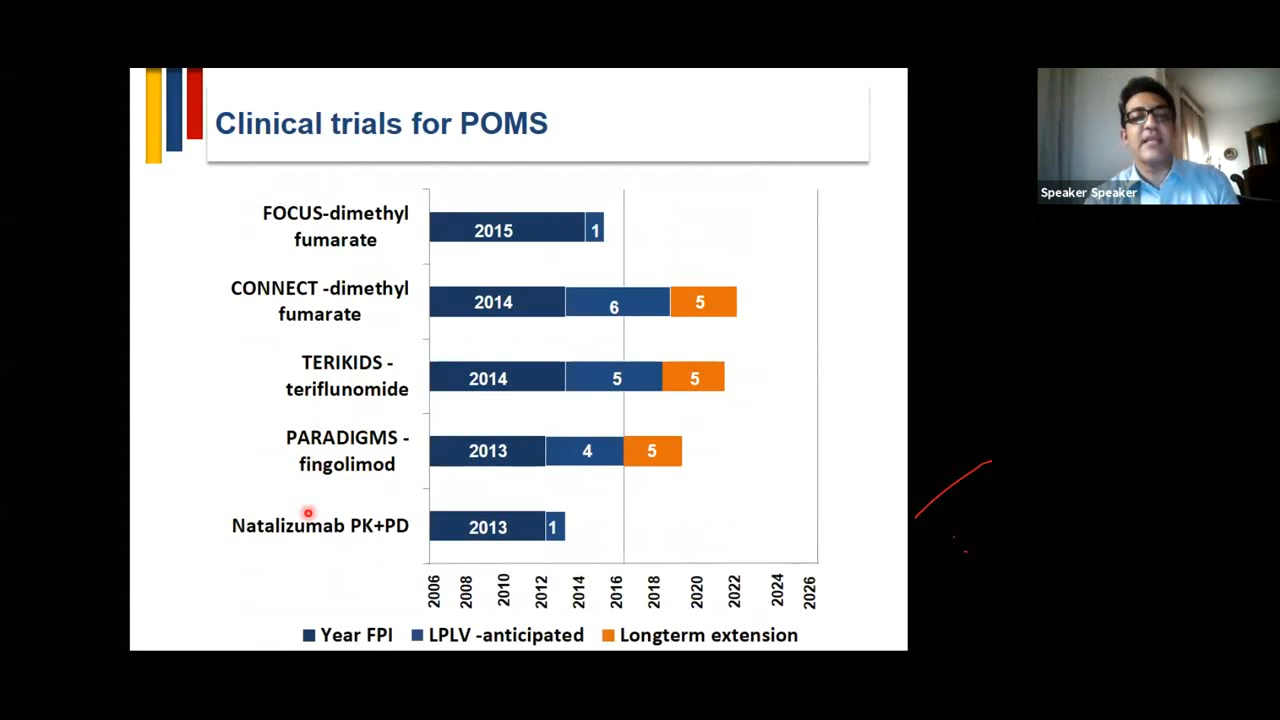 Clinical trials for POMS
Speaker Speaker
FOCUS-dimethyl
fumarate
2015 1
CONNECT -dimethyl
fumarate
2014 6 5
TERIKIDS -
teriflunomide
2014 5 5
PARADIGMS -
fingolimod
2013 4 5
Natalizumab PK+PD
2013 1
2006 2008 2010 2012 2014 2016 2018 2020 2022 2024 2026
Year FPI LPLV -anticipated Longterm extension